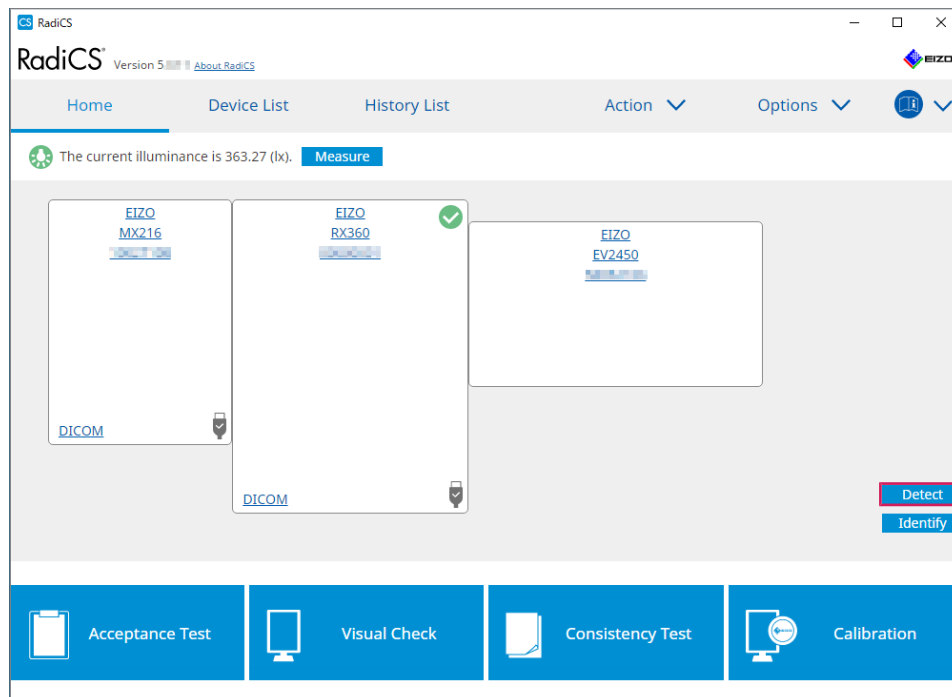 CS RadiCS
RadiCS Version 5. About RadiCS
EIZO
Home Device List History List Action Options
The current illuminance is 363.27 (lx). Measure
EIZO
MX216
DICOM
EIZO
RX360
DICOM
EIZO
EV2450
Detect
Identify
Acceptance Test Visual Check Consistency Test Calibration